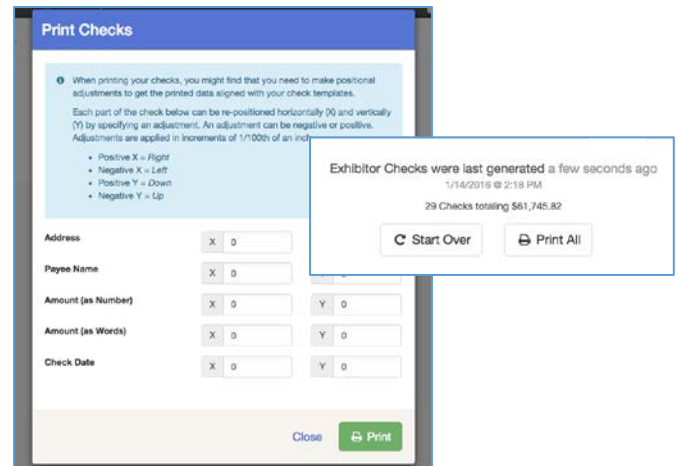 Print Checks
When printing your checks, you might find that you need to make positional
adjustments to get the printed data aligned with your check templates.
Each part of the check below can be re-positioned horizontally (X) and vertically
(Y) by specifying an adjustment. An adjustment can be negative or positive.
Adjustments are applied in increments of 1/100th of an inch
• Positive X = Right
• Negative X = Left
• Positive Y = Down
• Negative Y = Up
Exhibitor Checks were last generated a few seconds ago
1/14/2016 @ 2:18 PM
29 Checks totaling $61,745.82
Start Over Print All
Address X 0
Payee Name X 0 Y 0
Amount (as Number) X 0 Y 0
Amount (as Words) X 0 Y 0
Check Date X 0 Y 0
Close Print